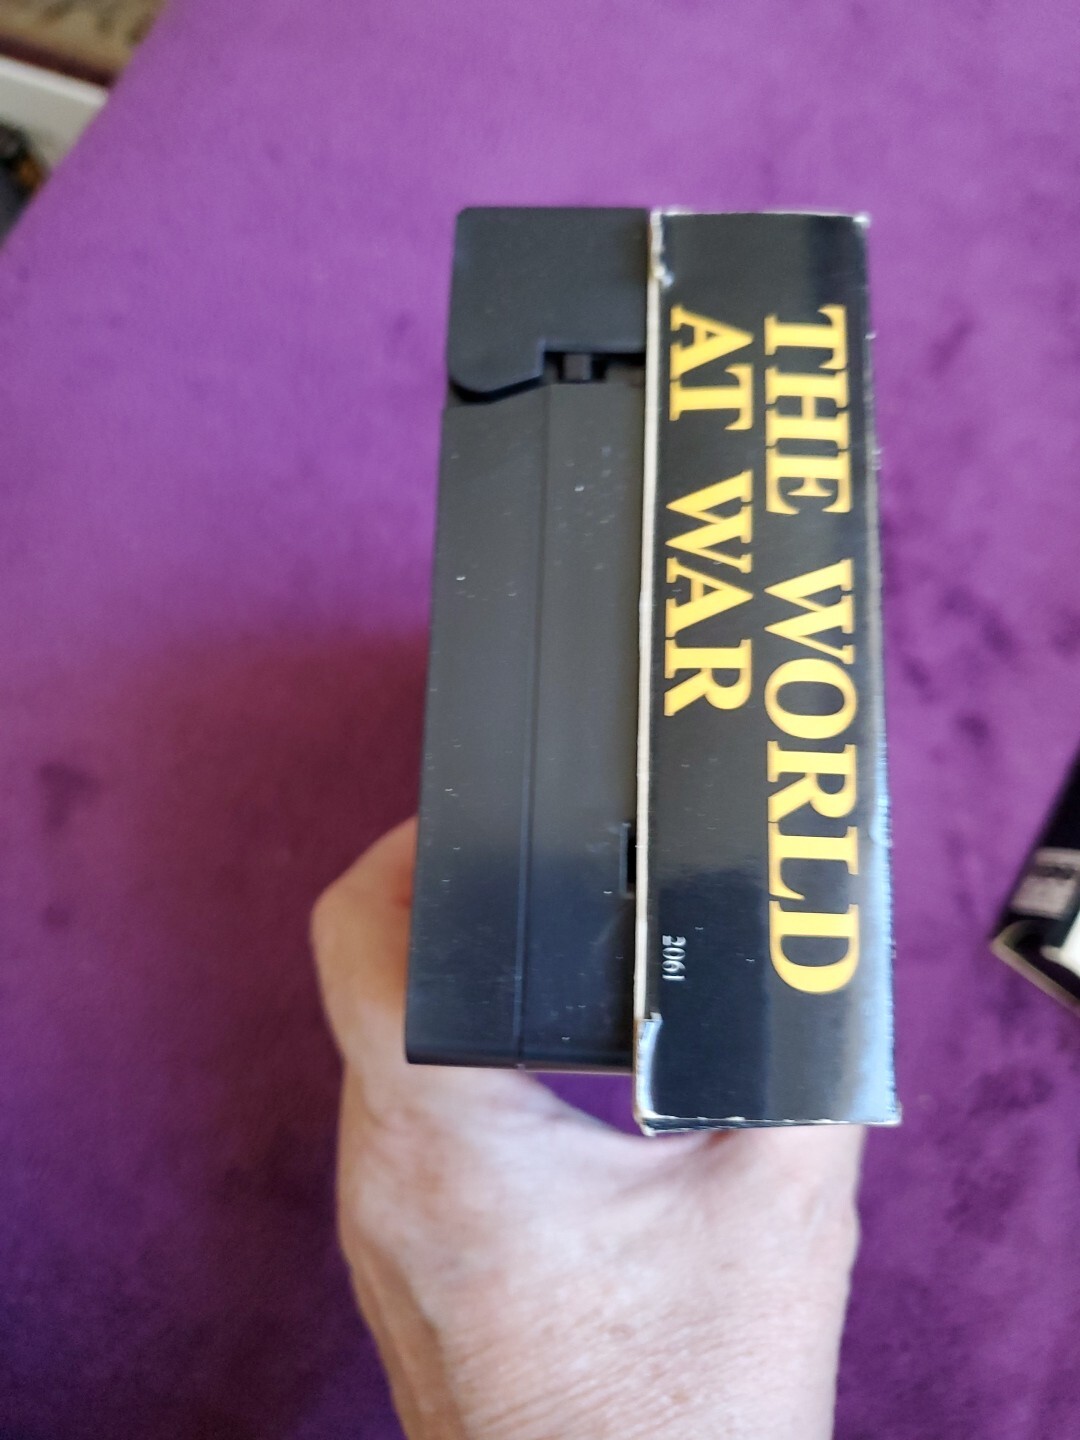 THE WORLD
AT WAR
2061